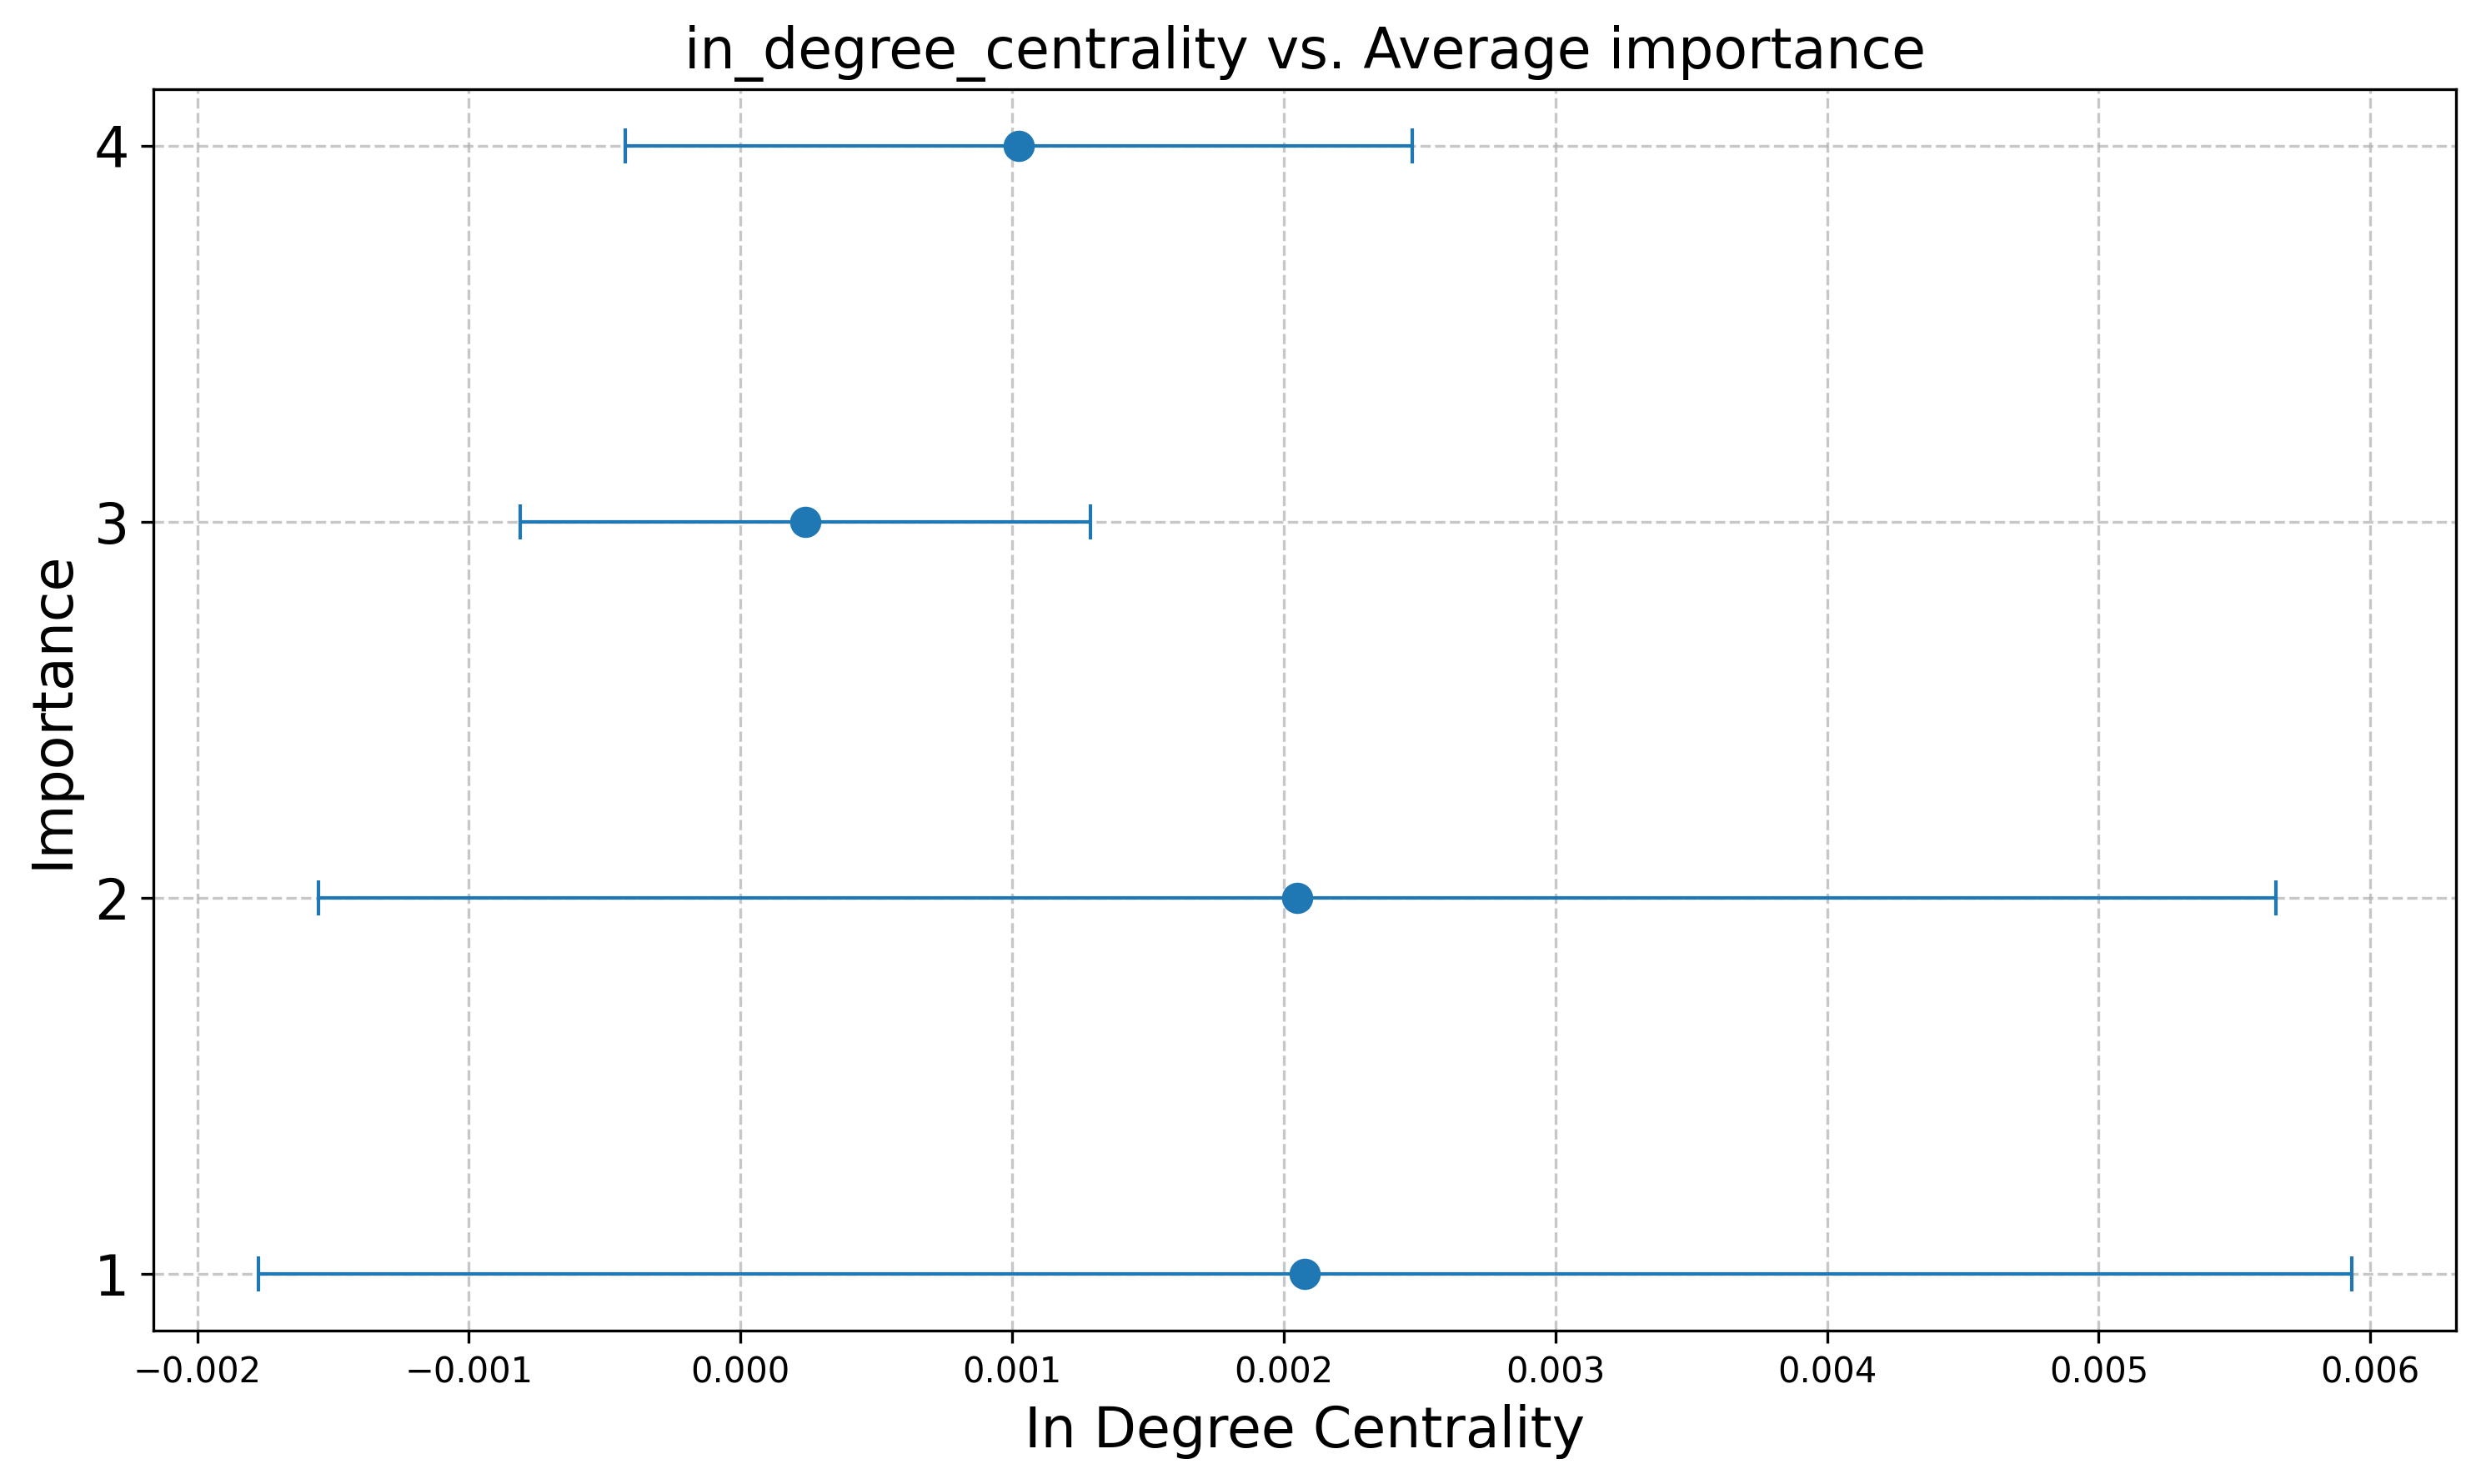 in_degree_centrality vs. Average importance
Importance
4
3
2
1
−0.002 −0.001 0.000 0.001 0.002 0.003 0.004 0.005 0.006
In Degree Centrality